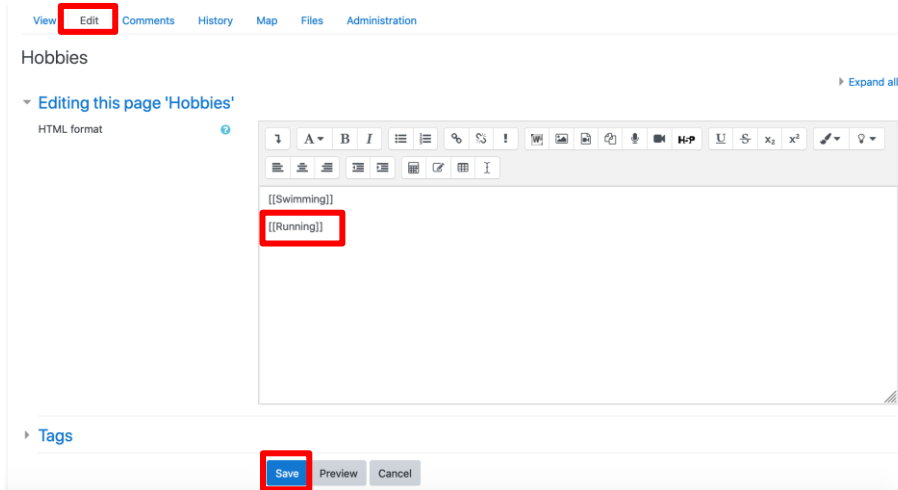 View Edit Comments History Map Files Administration
Hobbies
Expand all
Editing this page 'Hobbies'
HTML format
A B I ! H5P U S x₂ x²
[[Swimming]]
[[Running]]
Tags
Save Preview Cancel